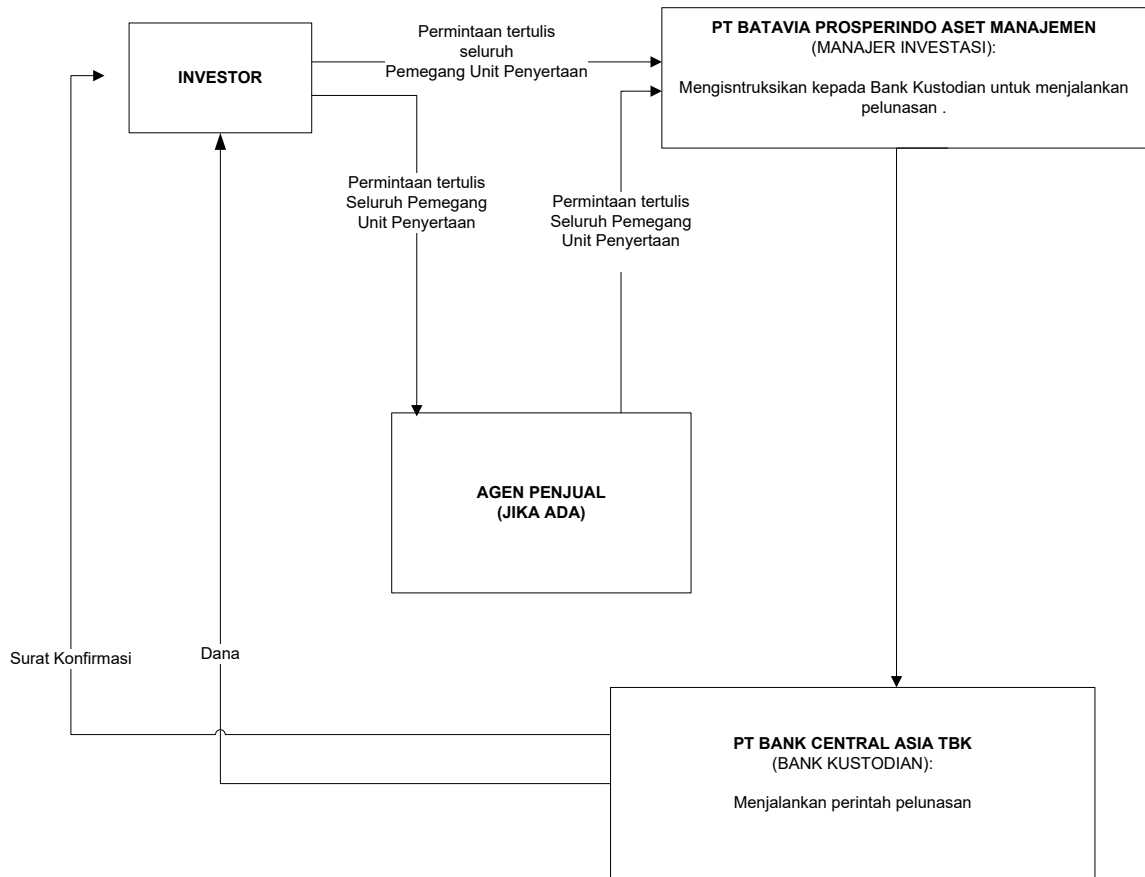 INVESTOR
Permintaan tertulis
seluruh
Pemegang Unit Penyertaan
PT BATAVIA PROSPERINDO ASET MANAJEMEN
(MANAJER INVESTASI):
Mengisntruksikan kepada Bank Kustodian untuk menjalankan
pelunasan .
Permintaan tertulis
Seluruh Pemegang
Unit Penyertaan
Permintaan tertulis
Seluruh Pemegang
Unit Penyertaan
AGEN PENJUAL
(JIKA ADA)
Surat Konfirmasi
Dana
PT BANK CENTRAL ASIA TBK
(BANK KUSTODIAN):
Menjalankan perintah pelunasan